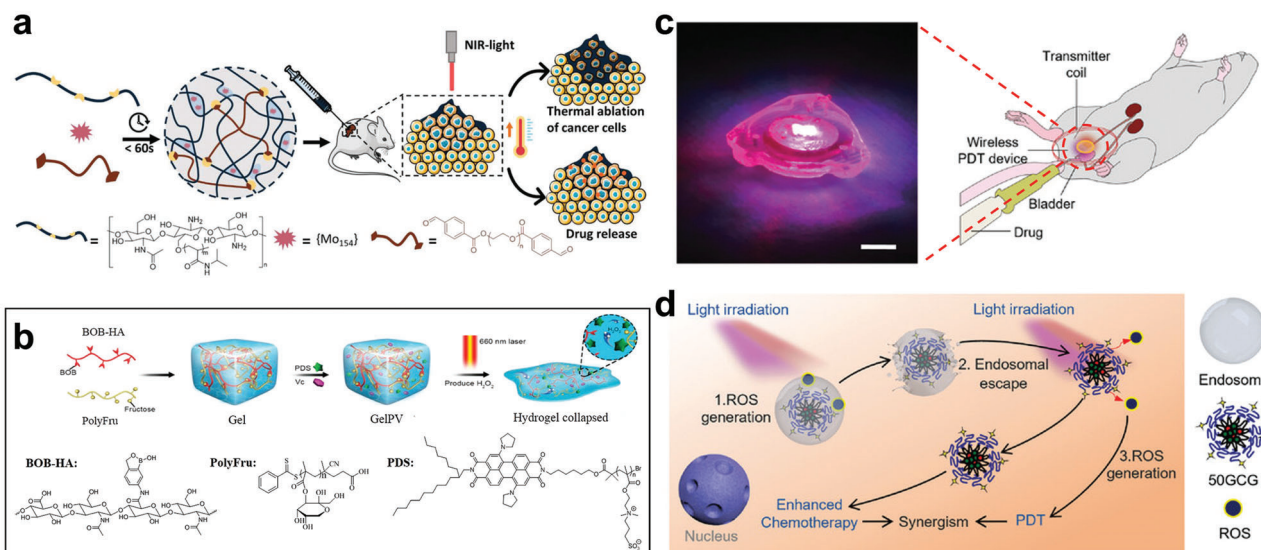 a
NIR-light
< 60s
Thermal ablation
of cancer cells
Drug release
= {Mo154}
b
BOB-HA
BOB
PolyFru
Fructose
Gel
PDS
Vc
GelPV
660 nm laser
Produce H2O2
H2O2
Hydrogel collapsed
BOB-HA:
PolyFru:
PDS:
c
Transmitter
coil
Wireless
PDT device
Bladder
Drug
d
Light irradiation
Light irradiation
1.ROS
generation
2. Endosomal
escape
3.ROS
generation
Nucleus
Enhanced
Chemotherapy
Synergism
PDT
Endosom
50GCG
ROS